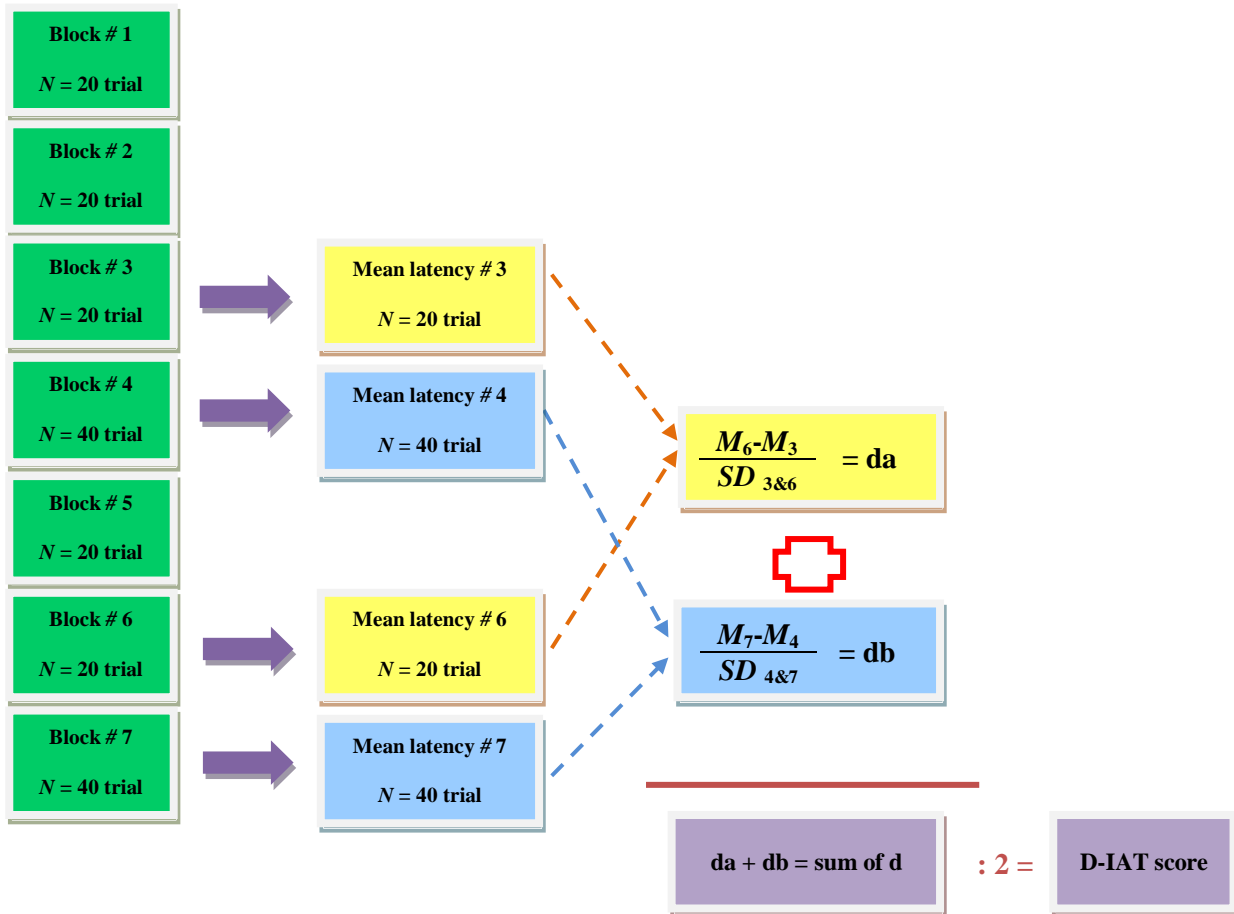 Block # 1
N = 20 trial
Block # 2
N = 20 trial
Block # 3
N = 20 trial
Block # 4
N = 40 trial
Block # 5
N = 20 trial
Block # 6
N = 20 trial
Block # 7
N = 40 trial
Mean latency # 3
N = 20 trial
Mean latency # 4
N = 40 trial
Mean latency # 6
N = 20 trial
Mean latency # 7
N = 40 trial
M6-M3
SD 3&6
= da
M7-M4
SD 4&7
= db
da + db = sum of d
: 2 =
D-IAT score